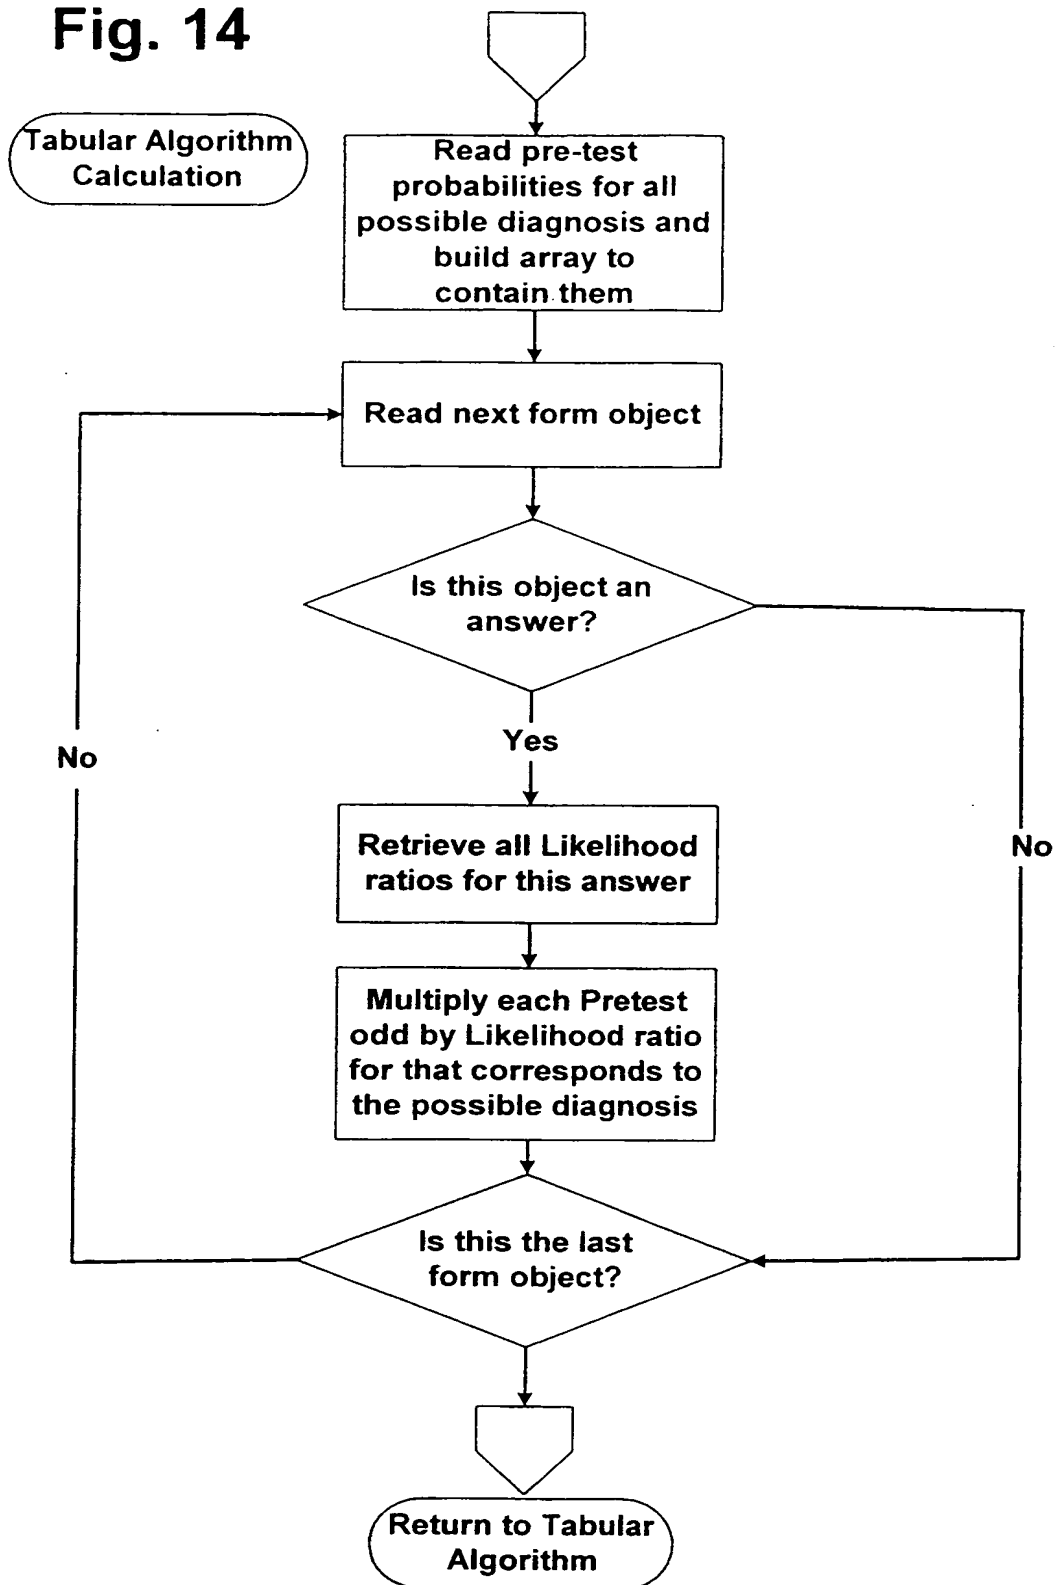 Fig. 14
Tabular Algorithm
Calculation
Read pre-test
probabilities for all
possible diagnosis and
build array to
contain them
Read next form object
Is this object an
answer?
Yes
No
No
Retrieve all Likelihood
ratios for this answer
Multiply each Pretest
odd by Likelihood ratio
for that corresponds to
the possible diagnosis
Is this the last
form object?
Return to Tabular
Algorithm